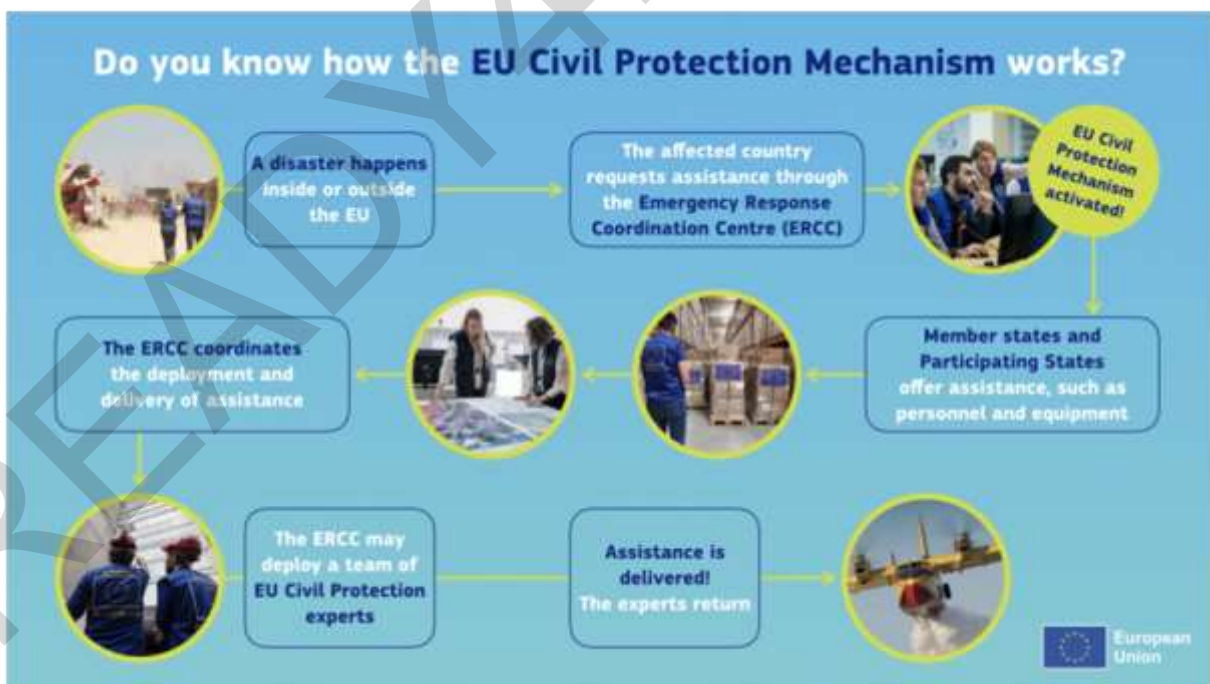 Do you know how the EU Civil Protection Mechanism works?
A disaster happens
inside or outside
the EU
The affected country
requests assistance through
the Emergency Response
Coordination Centre (ERCC)
EU Civil
Protection
Mechanism
activated!
Member states and
Participating States
offer assistance, such as
personnel and equipment
The ERCC coordinates
the deployment and
delivery of assistance
The ERCC may
deploy a team of
EU Civil Protection
experts
Assistance is
delivered!
The experts return
European
Union